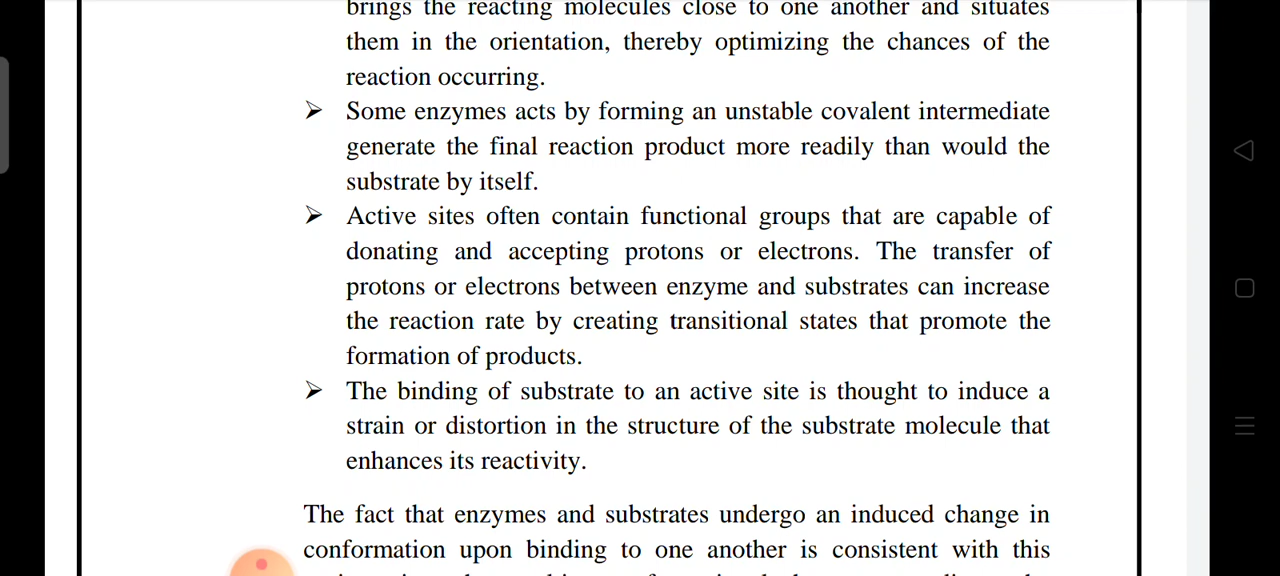 brings the reacting molecules close to one another and situates
them in the orientation, thereby optimizing the chances of the
reaction occurring.
➢ Some enzymes acts by forming an unstable covalent intermediate
generate the final reaction product more readily than would the
substrate by itself.
➢ Active sites often contain functional groups that are capable of
donating and accepting protons or electrons. The transfer of
protons or electrons between enzyme and substrates can increase
the reaction rate by creating transitional states that promote the
formation of products.
➢ The binding of substrate to an active site is thought to induce a
strain or distortion in the structure of the substrate molecule that
enhances its reactivity.
The fact that enzymes and substrates undergo an induced change in
conformation upon binding to one another is consistent with this